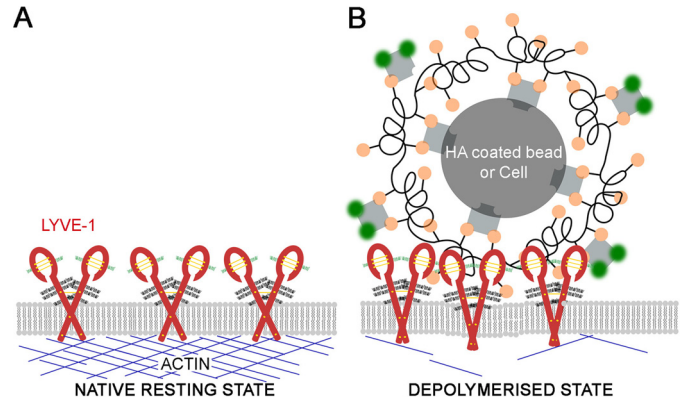 A
B
HA coated bead
or Cell
LYVE-1
ACTIN
NATIVE RESTING STATE
DEPOLYMERISED STATE